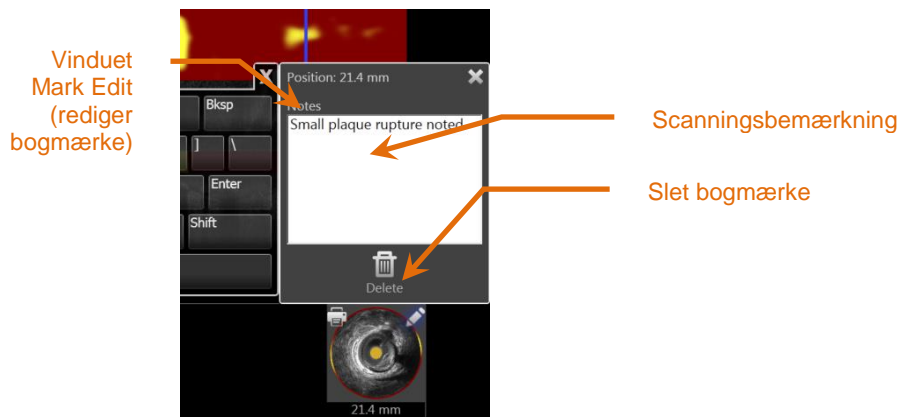 Vinduet
Mark Edit
(rediger
bogmærke)
Position: 21.4 mm
Notes
Small plaque rupture noted
Bksp
]
\
Enter
Shift
Delete
21.4 mm
Scanningsbemærkning
Slet bogmærke